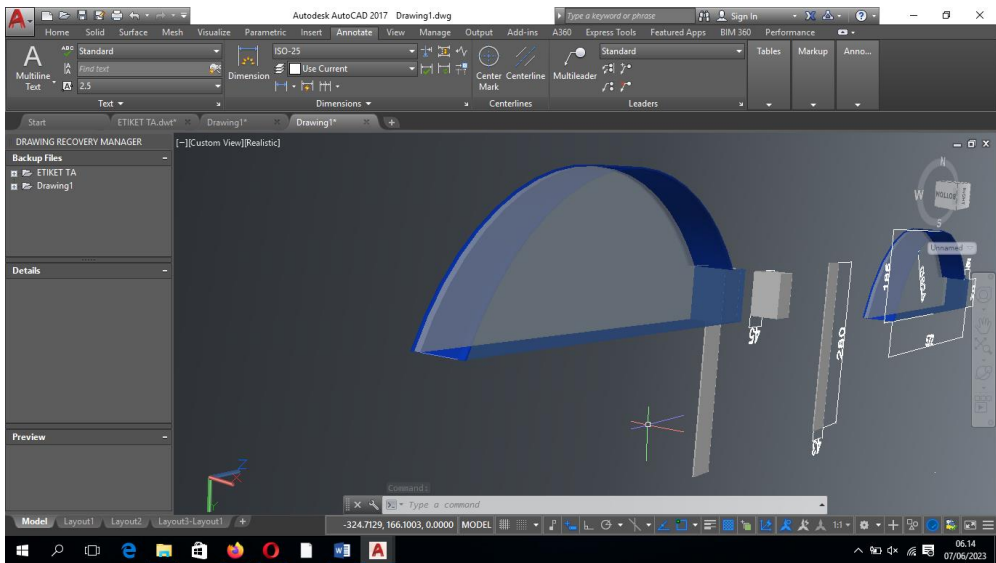 Autodesk AutoCAD 2017 Drawing1.dwg
Type a keyword or phrase
Sign In
Home Solid Surface Mesh Visualize Parametric Insert Annotate View Manage Output Add-ins A360 Express Tools Featured Apps BIM 360 Performance
Multiline Text
Standard
Find text
2.5
Text
Dimension
ISO-25
Use Current
Dimensions
Center Mark
Centerline
Centerlines
Multileader
Standard
Leaders
Tables Markup Anno...
Start ETIKET TA.dwt* Drawing1* Drawing1*
DRAWING RECOVERY MANAGER
Backup Files
ETIKET TA
Drawing1
Details
Preview
[−][Custom View][Realistic]
N
W
S
BOTTOM
Unnamed
280
45
Z
X
Y
Command:
Type a command
Model Layout1 Layout2 Layout3-Layout1
-324.7129, 166.1003, 0.0000 MODEL
1:1
06.14
07/06/2023